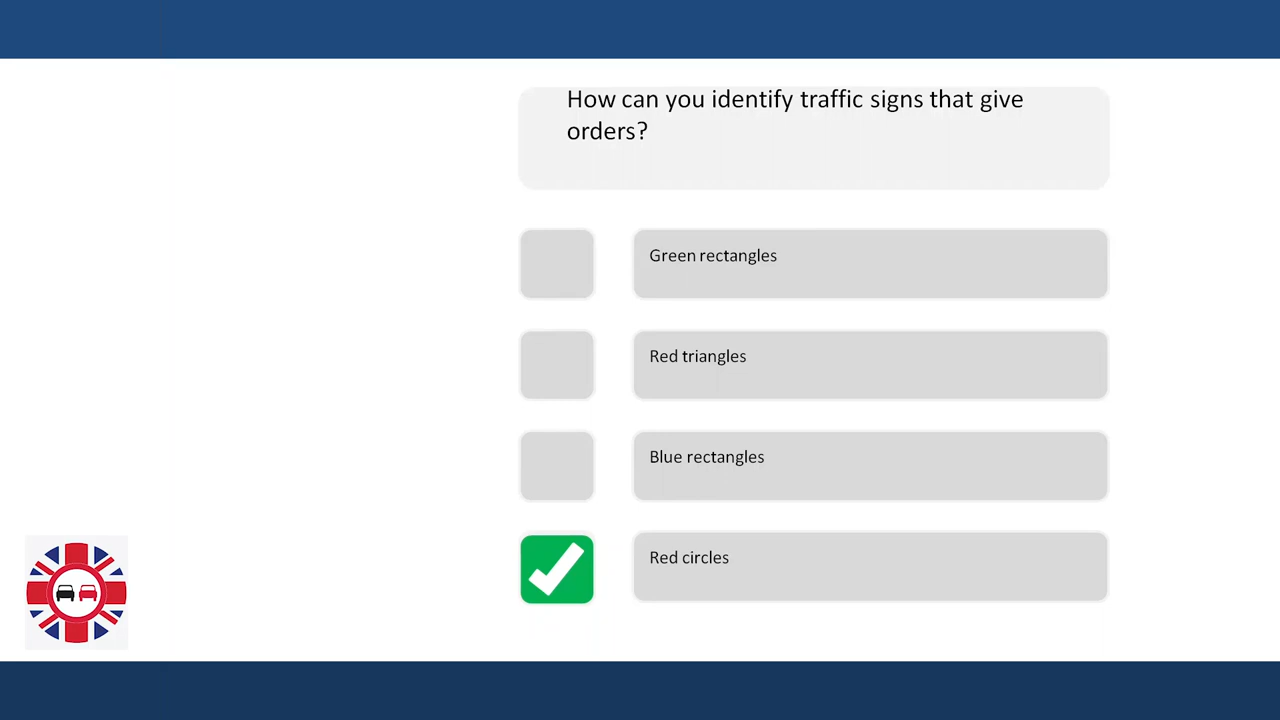 How can you identify traffic signs that give
orders?
Green rectangles
Red triangles
Blue rectangles
Red circles